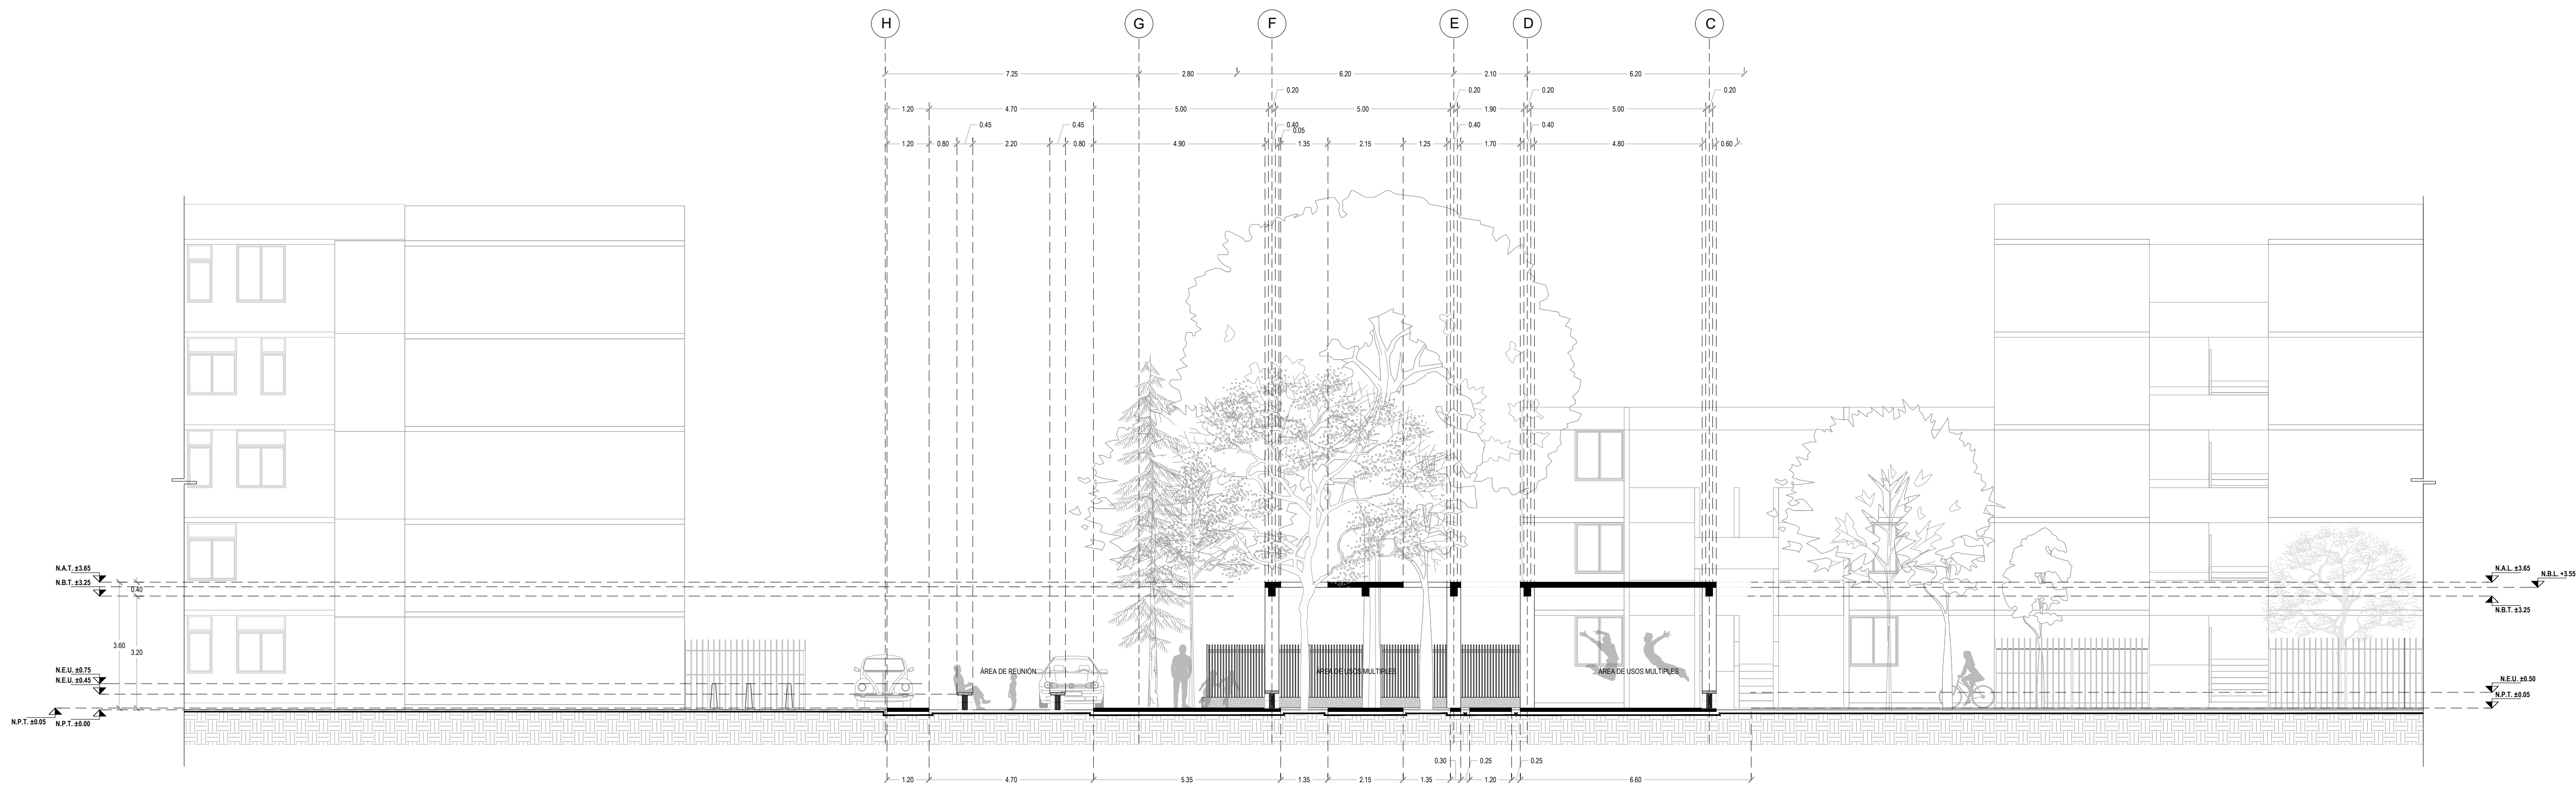 H G F E D C
7.25 2.80 6.20 2.10 6.20
0.20 0.20 0.20 0.20
1.20 4.70 5.00 5.00 1.90 5.00
0.45 0.45 0.40 0.40 0.40
0.05
1.20 0.80 2.20 0.80 4.90 1.35 2.15 1.25 1.70 4.80 0.60
N.A.T. ±3.65
N.B.T. ±3.25
0.40
3.60
3.20
N.E.U. ±0.75
N.E.U. ±0.45
N.P.T. ±0.05
N.P.T. ±0.00
ÀREA DE REUNIÓN
ÀREA DE USOS MULTIPLES
ÀREA DE USOS MULTIPLES
N.A.L. ±3.65
N.B.L. +3.55
N.B.T. ±3.25
N.E.U. ±0.50
N.P.T. ±0.05
0.30 0.25 0.25
1.20 4.70 5.35 1.35 2.15 1.35 1.20 6.60